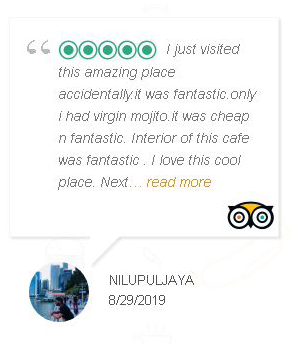 I just visited
this amazing place
accidentally.it was fantastic.only
i had virgin mojito.it was cheap
n fantastic. Interior of this cafe
was fantastic . I love this cool
place. Next... read more
NILUPULJAYA
8/29/2019